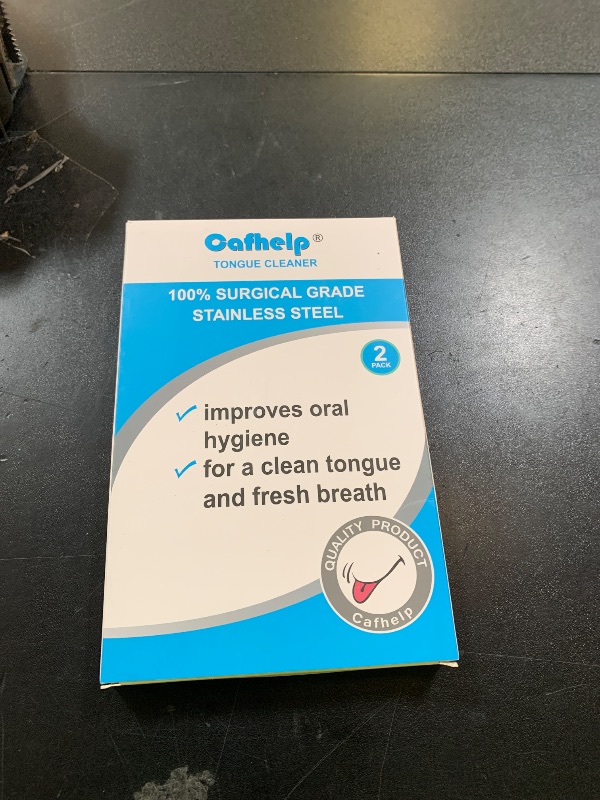 Cafhelp®
TONGUE CLEANER
100% SURGICAL GRADE
STAINLESS STEEL
2
PACK
improves oral
hygiene
for a clean tongue
and fresh breath
QUALITY PRODUCT
Cafhelp